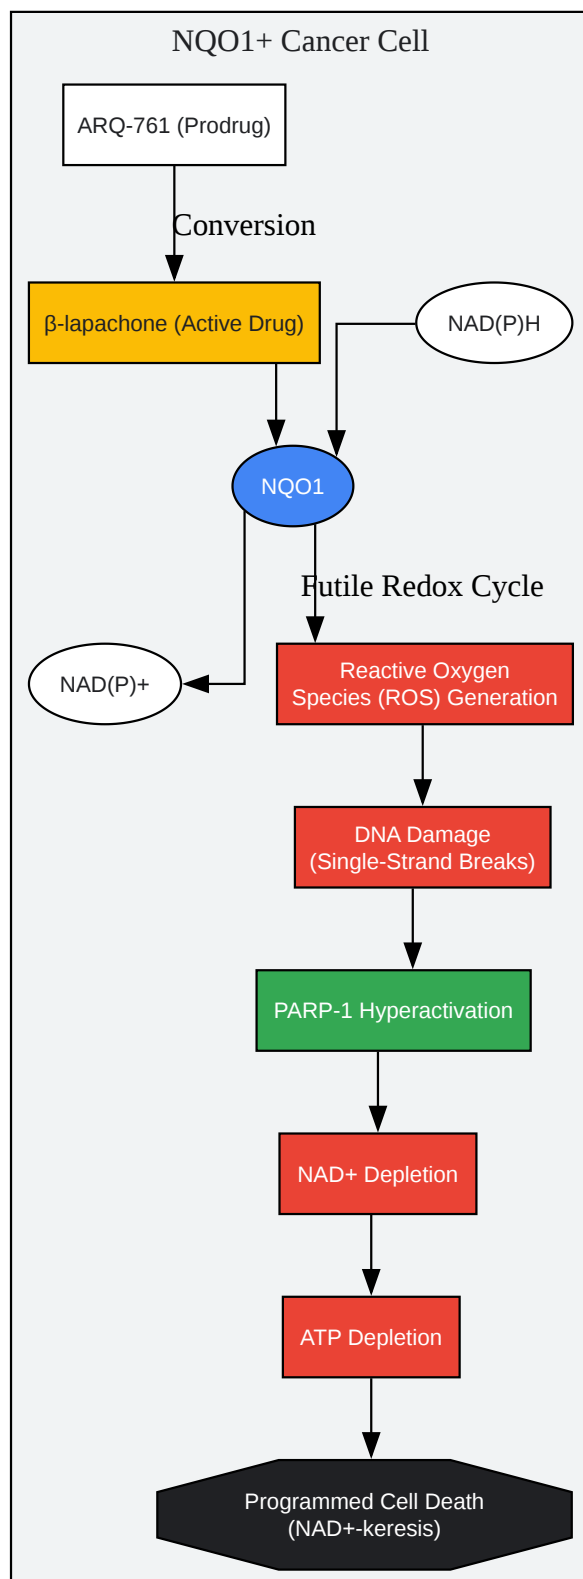 NQO1+ Cancer Cell
ARQ-761 (Prodrug)
Conversion
β-lapachone (Active Drug)
NAD(P)H
NQO1
Futile Redox Cycle
NAD(P)+
Reactive Oxygen
Species (ROS) Generation
DNA Damage
(Single-Strand Breaks)
PARP-1 Hyperactivation
NAD+ Depletion
ATP Depletion
Programmed Cell Death
(NAD+-keresis)